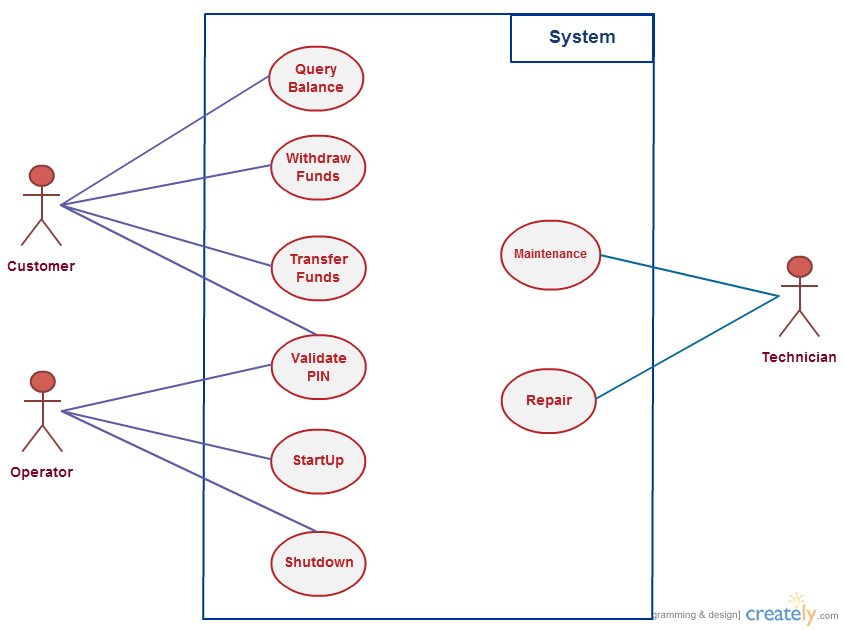 System
Query
Balance
Withdraw
Funds
Transfer
Funds
Validate
PIN
StartUp
Shutdown
Maintenance
Repair
Customer
Operator
Technician
gramming & design]
creately.com